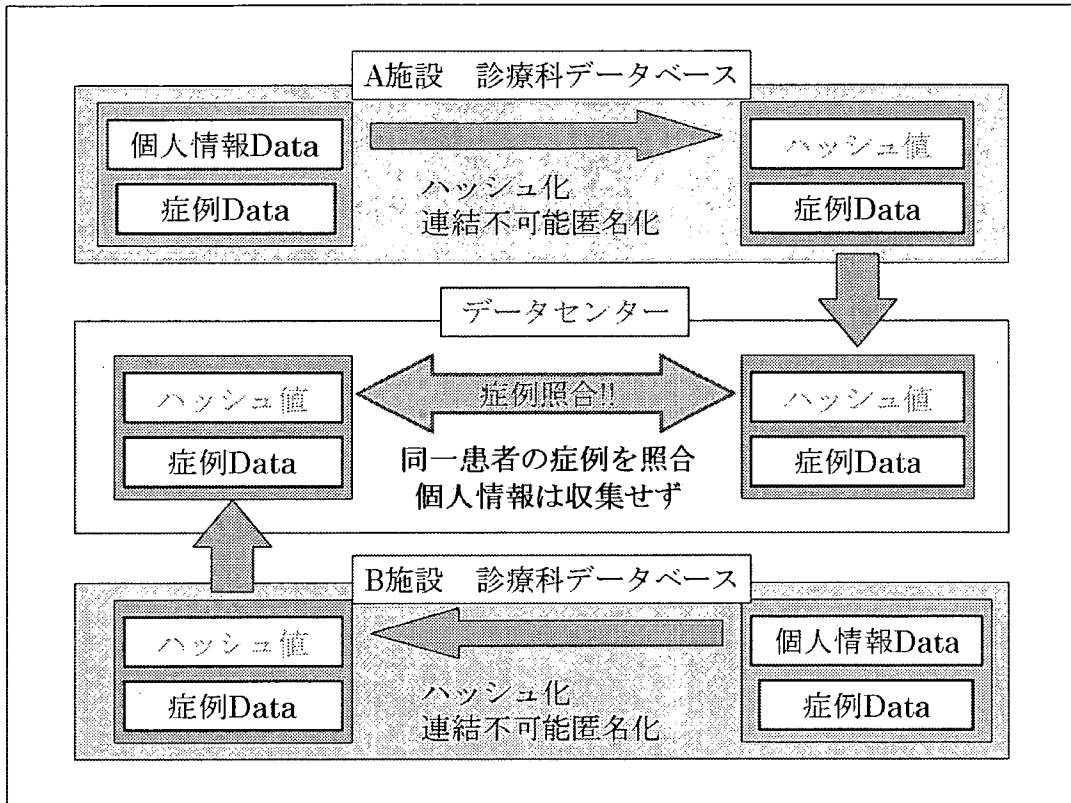 A施設 診療科データベース
個人情報Data
症例Data
ハッシュ化
連結不可能匿名化
ハッシュ値
症例Data
データセンター
ハッシュ値
症例Data
症例照合!!
同一患者の症例を照合
個人情報は収集せず
ハッシュ値
症例Data
B施設 診療科データベース
ハッシュ値
症例Data
ハッシュ化
連結不可能匿名化
個人情報Data
症例Data